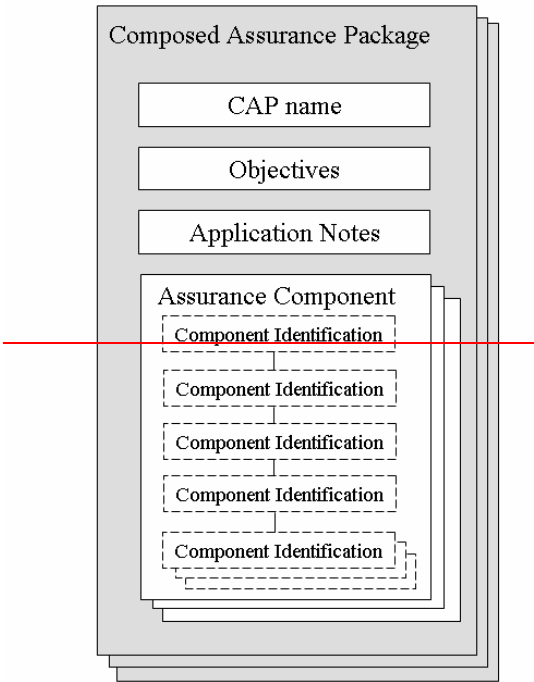 Composed Assurance Package
CAP name
Objectives
Application Notes
Assurance Component
Component Identification
Component Identification
Component Identification
Component Identification
Component Identification